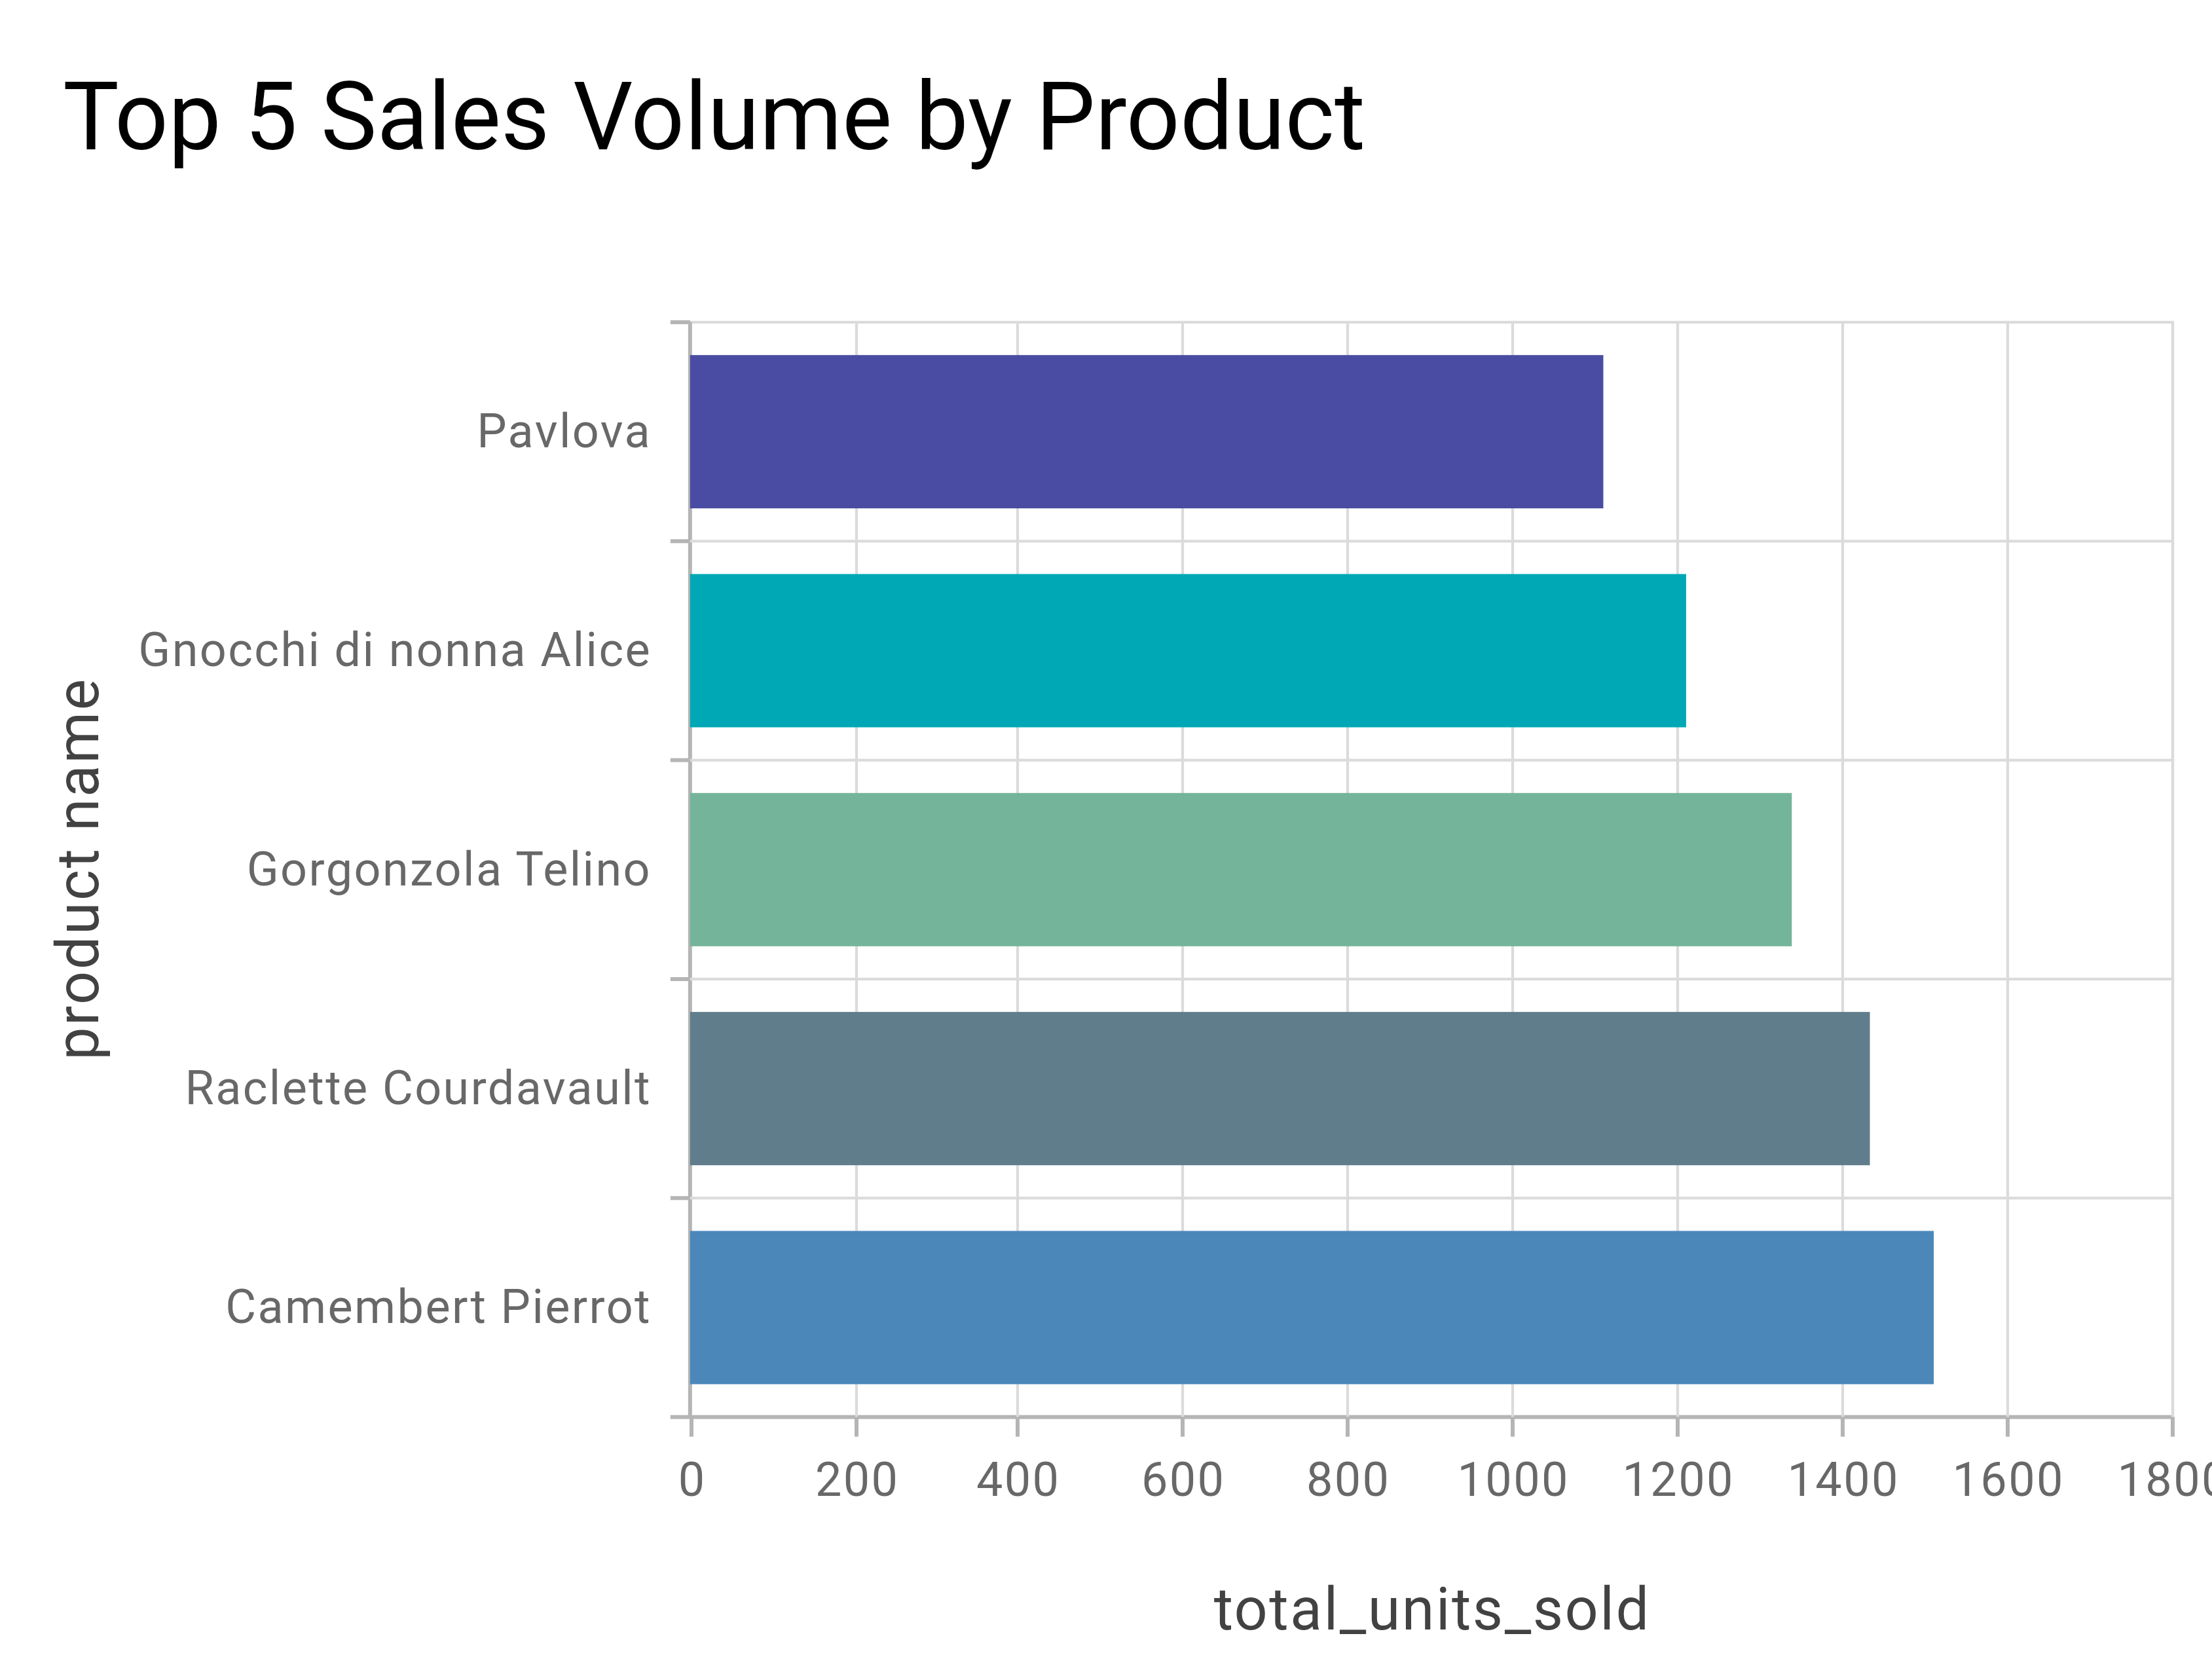 Top 5 Sales Volume by Product
Pavlova
Gnocchi di nonna Alice
Gorgonzola Telino
Raclette Courdavault
Camembert Pierrot
product name
0 200 400 600 800 1000 1200 1400 1600 1800
total_units_sold